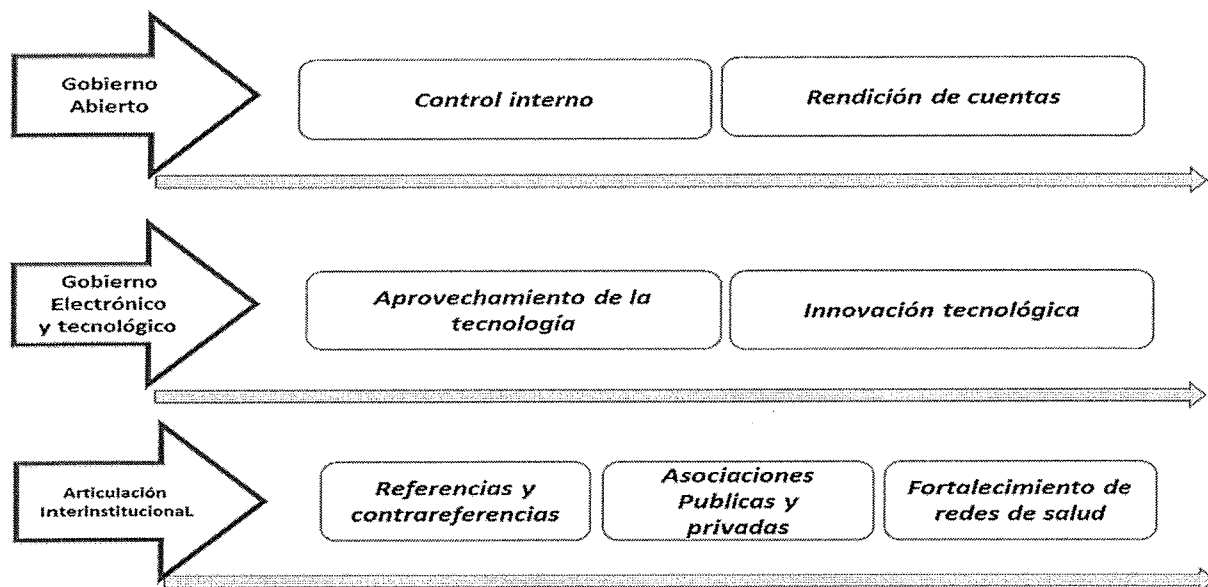 Gobierno
Abierto
Control interno
Rendición de cuentas
Gobierno
Electrónico
y tecnológico
Aprovechamiento de la
tecnología
Innovación tecnológica
Articulación
InterinstitucionaL
Referencias y
contrareferencias
Asociaciones
Publicas y
privadas
Fortalecimiento de
redes de salud